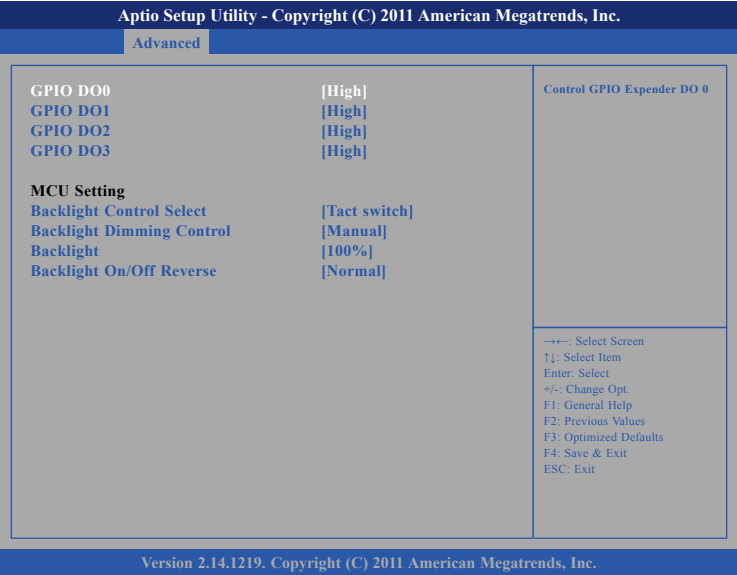 Aptio Setup Utility - Copyright (C) 2011 American Megatrends, Inc.
Advanced
GPIO DO0 [High]
GPIO DO1 [High]
GPIO DO2 [High]
GPIO DO3 [High]
MCU Setting
Backlight Control Select [Tact switch]
Backlight Dimming Control [Manual]
Backlight [100%]
Backlight On/Off Reverse [Normal]
Control GPIO Expender DO 0
→←: Select Screen
↑↓: Select Item
Enter: Select
+/-: Change Opt.
F1: General Help
F2: Previous Values
F3: Optimized Defaults
F4: Save & Exit
ESC: Exit
Version 2.14.1219. Copyright (C) 2011 American Megatrends, Inc.